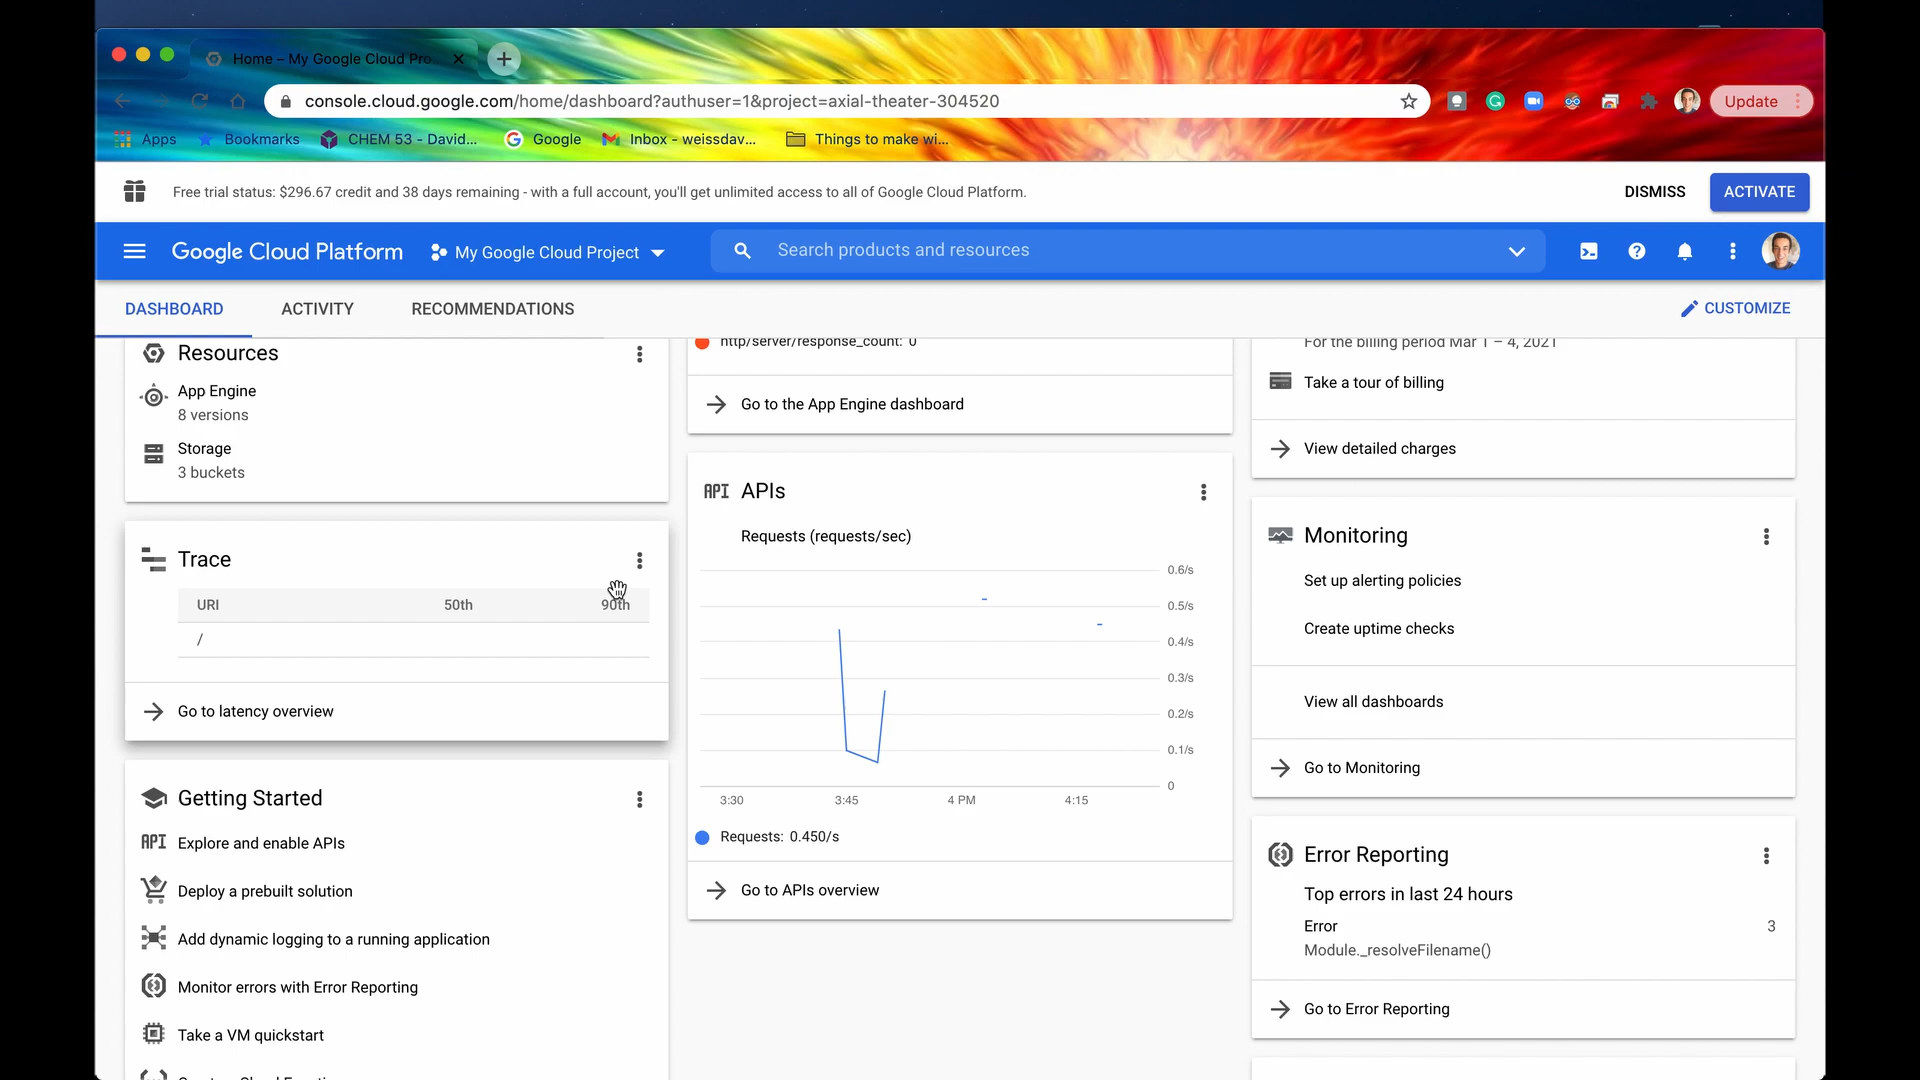 Home – My Google Cloud Pro
console.cloud.google.com/home/dashboard?authuser=1&project=axial-theater-304520
Update
Apps
Bookmarks
CHEM 53 - David...
Google
Inbox - weissdav...
Things to make wi...
Free trial status: $296.67 credit and 38 days remaining - with a full account, you'll get unlimited access to all of Google Cloud Platform.
DISMISS
ACTIVATE
Google Cloud Platform
My Google Cloud Project
Search products and resources
DASHBOARD
ACTIVITY
RECOMMENDATIONS
CUSTOMIZE
Resources
App Engine
8 versions
Storage
3 buckets
Trace
URI 50th 90th
/
Go to latency overview
Getting Started
API Explore and enable APIs
Deploy a prebuilt solution
Add dynamic logging to a running application
Monitor errors with Error Reporting
Take a VM quickstart
http/server/response_count: 0
Go to the App Engine dashboard
API APIs
Requests (requests/sec)
0.6/s
0.5/s
0.4/s
0.3/s
0.2/s
0.1/s
0
3:30 3:45 4 PM 4:15
Requests: 0.450/s
Go to APIs overview
For the billing period Mar 1 – 4, 2021
Take a tour of billing
View detailed charges
Monitoring
Set up alerting policies
Create uptime checks
View all dashboards
Go to Monitoring
Error Reporting
Top errors in last 24 hours
Error 3
Module._resolveFilename()
Go to Error Reporting